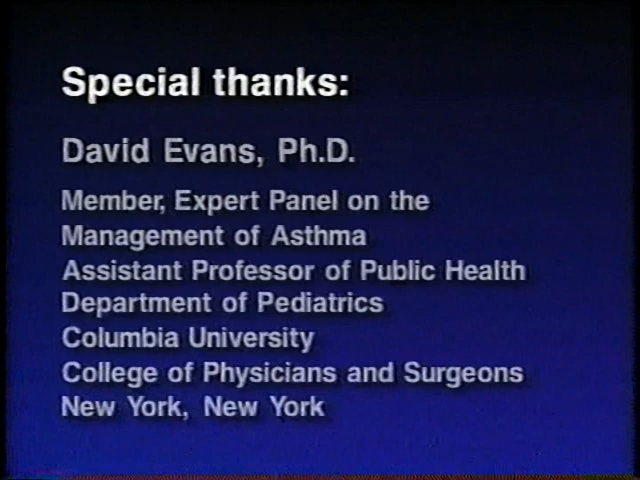 Special thanks:
David Evans, Ph.D.
Member, Expert Panel on the
Management of Asthma
Assistant Professor of Public Health
Department of Pediatrics
Columbia University
College of Physicians and Surgeons
New York, New York